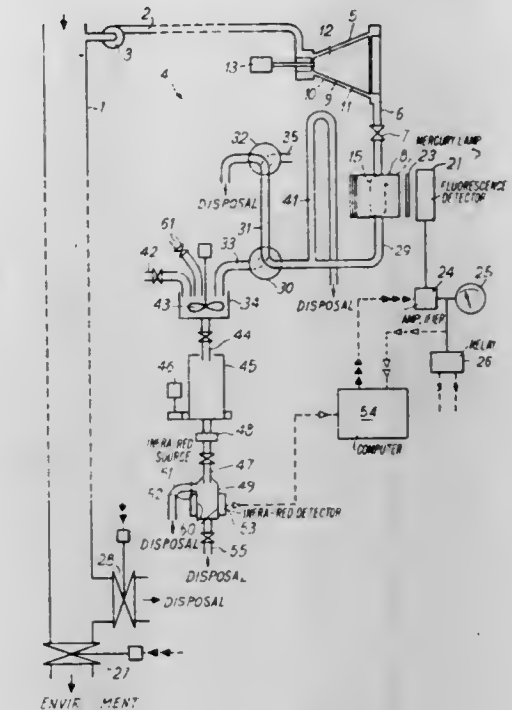 2
3
1
4
12
5
13
10
9
11
6
7
MERCURY LAMP
32
35
15
8
23
21
FLUORESCENCE
DETECTOR
DISPOSAL
31
41
29
61
33
42
30
43
34
DISPOSAL
24
25
AMPLIFIER
44
RELAY
26
45
46
54
COMPUTER
48
INFRA-RED
SOURCE
47
51
49
52
53
INFRA-RED DETECTOR
50
DISPOSAL
55
DISPOSAL
28
DISPOSAL
27
ENVIR MENT